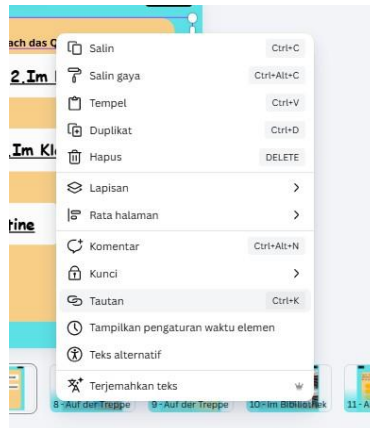 ach das Q
Salin Ctrl+C
2.Im
Salin gaya Ctrl+Alt+C
Tempel Ctrl+V
Duplikat Ctrl+D
.Im Kl
Hapus DELETE
Lapisan
Rata halaman
tine
Komentar Ctrl+Alt+N
Kunci
Tautan Ctrl+K
Tampilkan pengaturan waktu elemen
Teks alternatif
Terjemahkan teks
8 - Auf der Treppe 9 - Auf der Treppe 10 - Im Bibliothek 11 - A